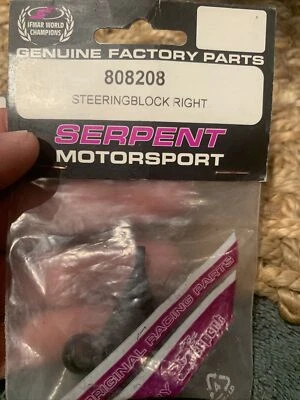 IFMAR WORLD
CHAMPIONS
GENUINE FACTORY PARTS
808208
STEERINGBLOCK RIGHT
SERPENT
MOTORSPORT
ORIGINAL RACING PARTS